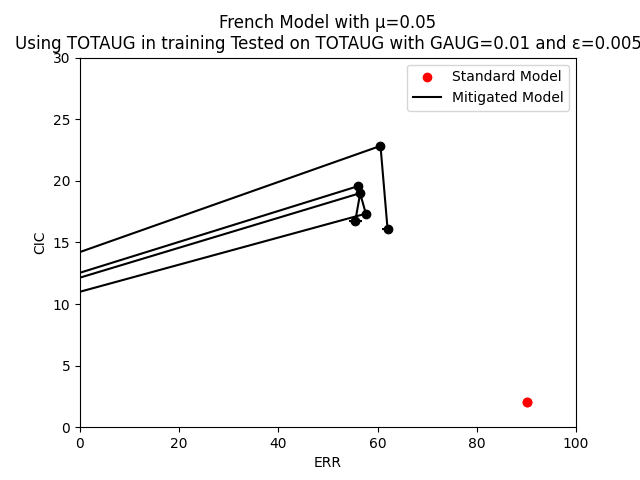 French Model with μ=0.05
Using TOTAUG in training Tested on TOTAUG with GAUG=0.01 and ε=0.005
Standard Model
Mitigated Model
30
25
20
15
10
5
0
CIC
0 20 40 60 80 100
ERR